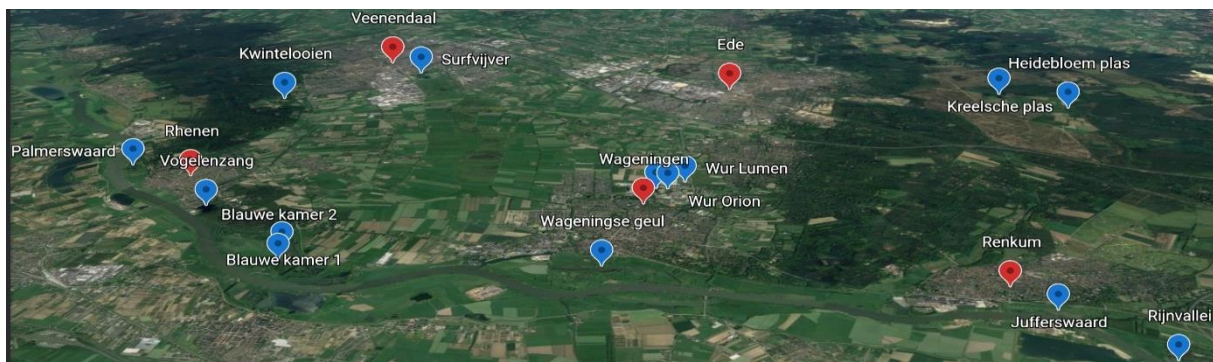 Veenendaal
Kwintelooien
Surfvijver
Ede
Heidebloem plas
Kreelsche plas
Rhenen
Palmerswaard
Vogelenzang
Wageningen
Wur Lumen
Wur Orion
Blauwe kamer 2
Wageningse geul
Blauwe kamer 1
Renkum
Jufferswaard
Rijnvallei